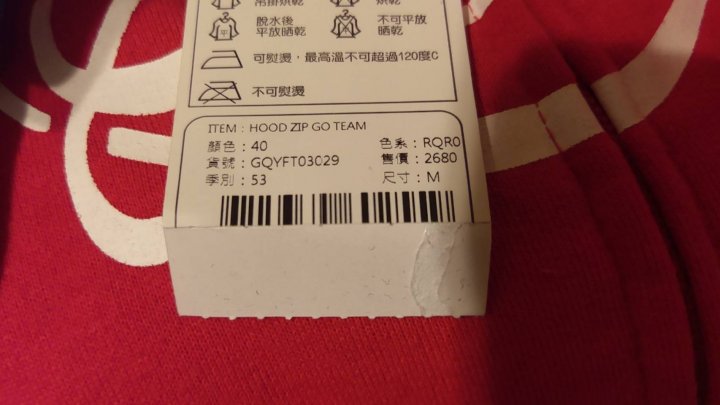 吊掛烘乾
烘乾
脫水後
平放晒乾
不可平放
晒乾
可熨燙，最高溫不可超過120度C
不可熨燙
ITEM：HOOD ZIP GO TEAM
顏色：40 色系：RQR0
貨號：GQYFT03029 售價：2680
季別：53 尺寸：M